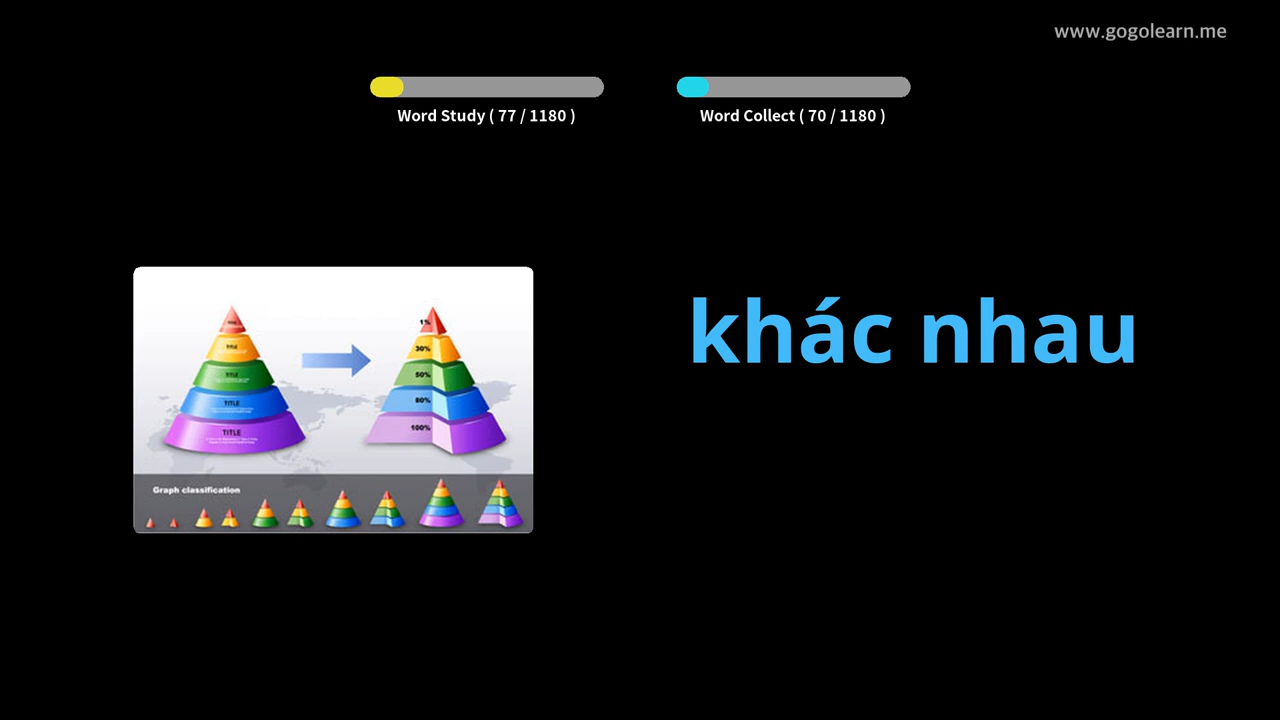 www.gogolearn.me
Word Study ( 77 / 1180 )
Word Collect ( 70 / 1180 )
khác nhau
TITLE
TITLE
TITLE
TITLE
1%
30%
50%
80%
100%
Graph classification